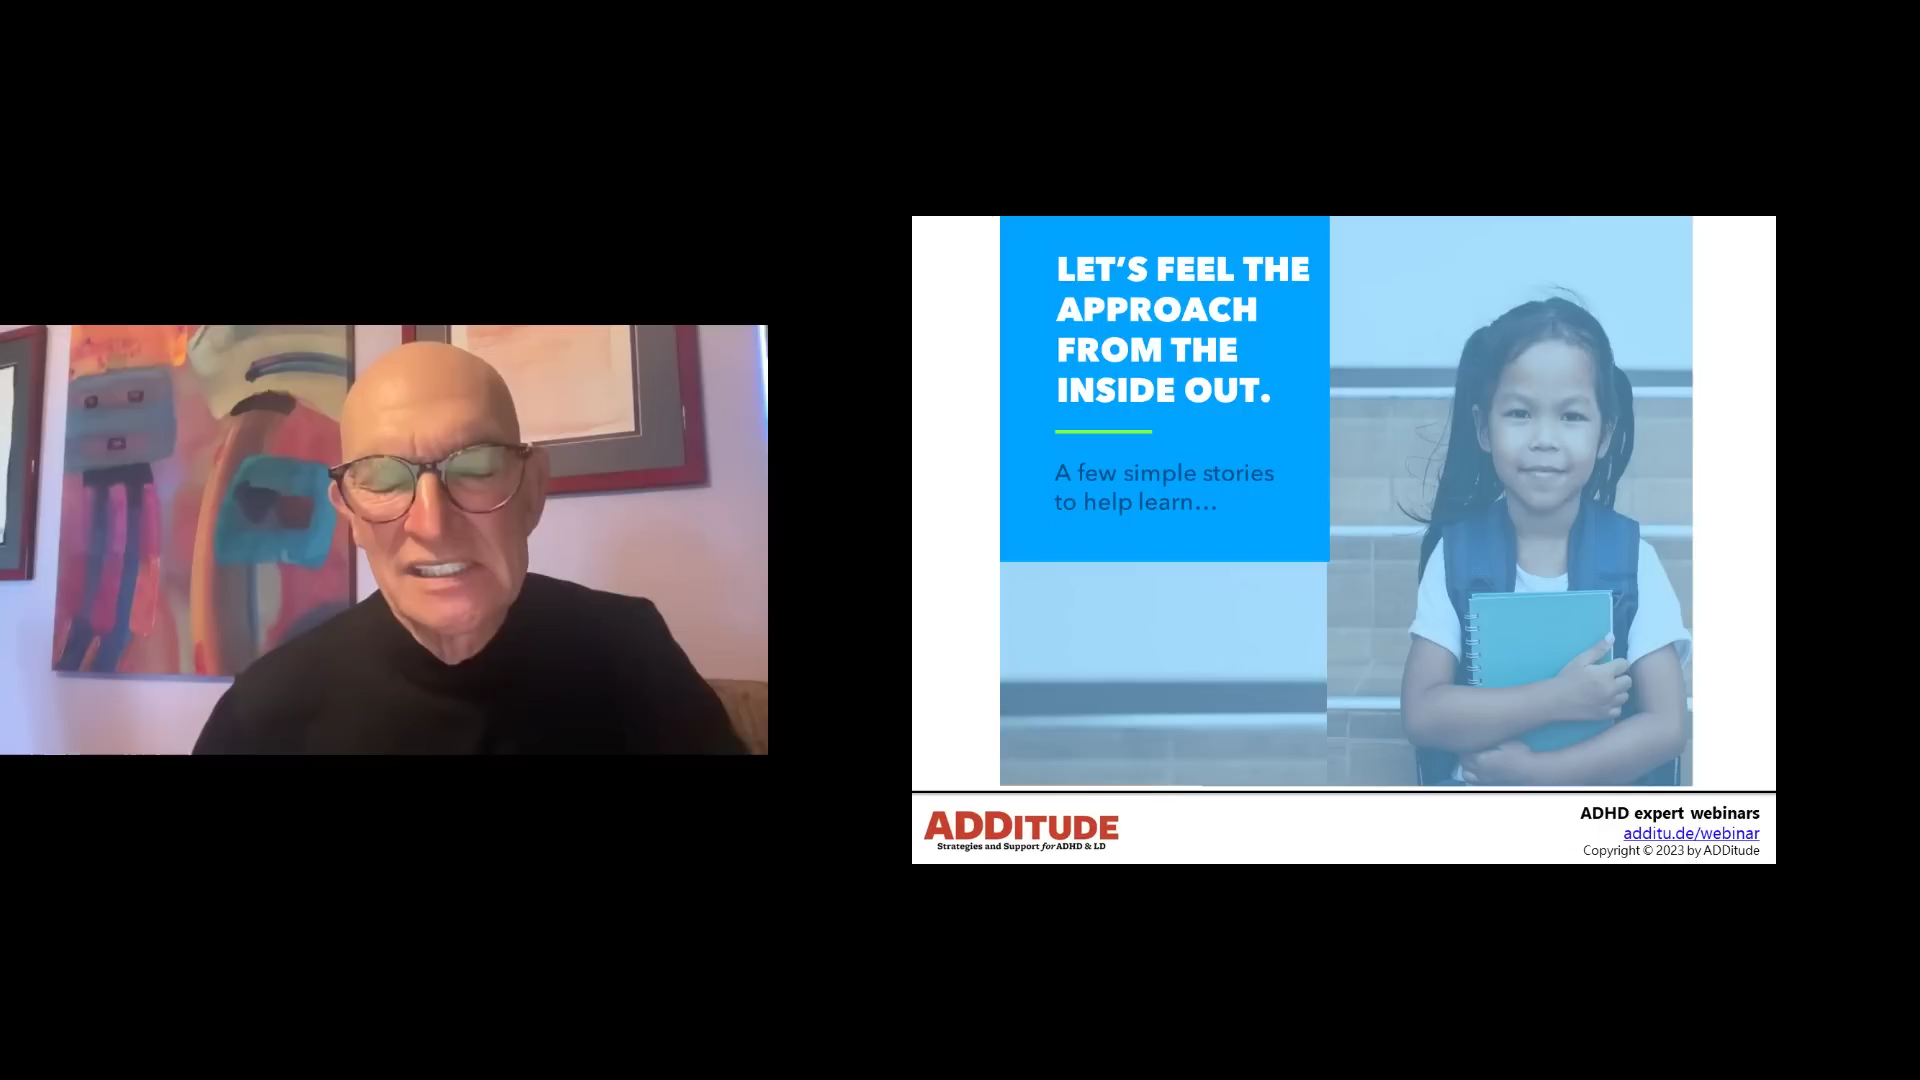 LET’S FEEL THE
APPROACH
FROM THE
INSIDE OUT.
A few simple stories
to help learn…
ADDITUDE
Strategies and Support for ADHD & LD
ADHD expert webinars
additu.de/webinar
Copyright © 2023 by ADDitude